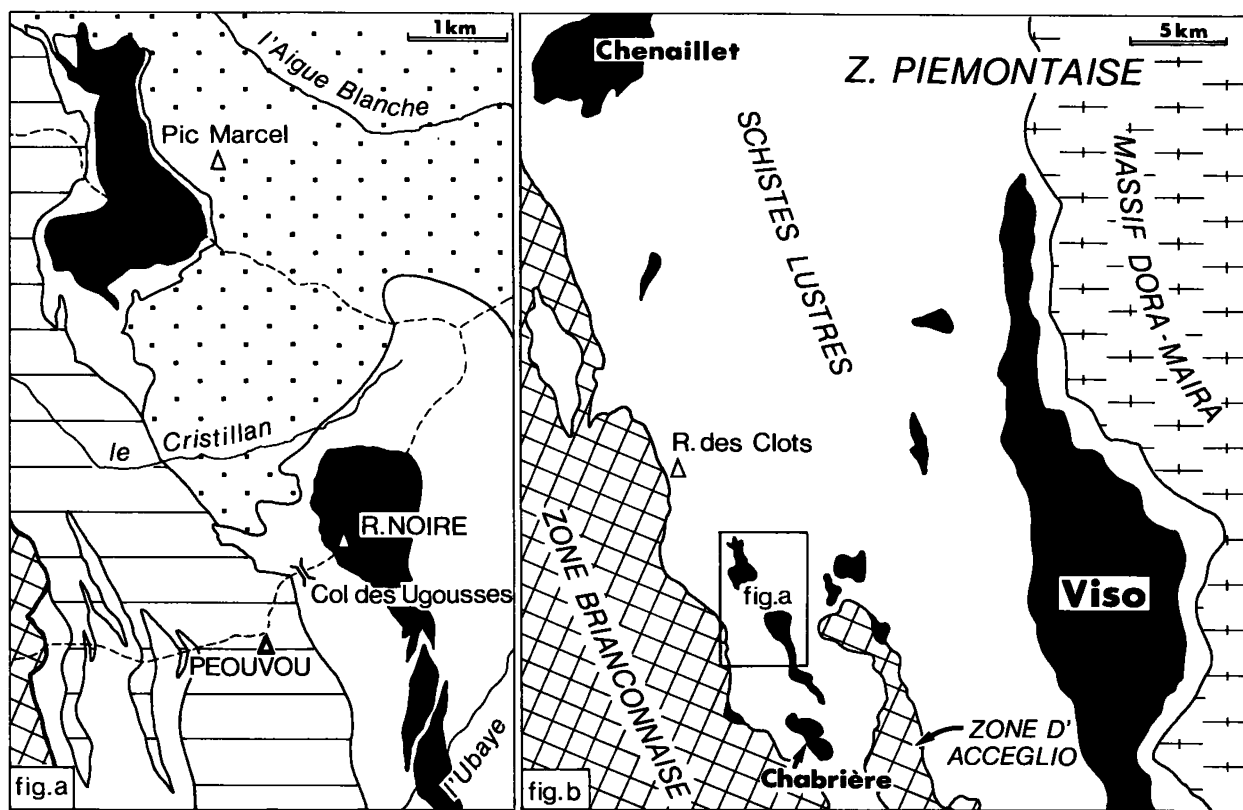 1km
l'Aigue Blanche
Pic Marcel
le Cristillan
R.NOIRE
Col des Ugousses
PEOUVOU
l'Ubaye
fig.a
Chenaillet
5km
Z. PIEMONTAISE
SCHISTES LUSTRES
MASSIF DORA-MAIRA
R.des Clots
ZONE BRIANCONNAISE
fig.a
Viso
ZONE D'
ACCEGLIO
Chabrière
fig.b